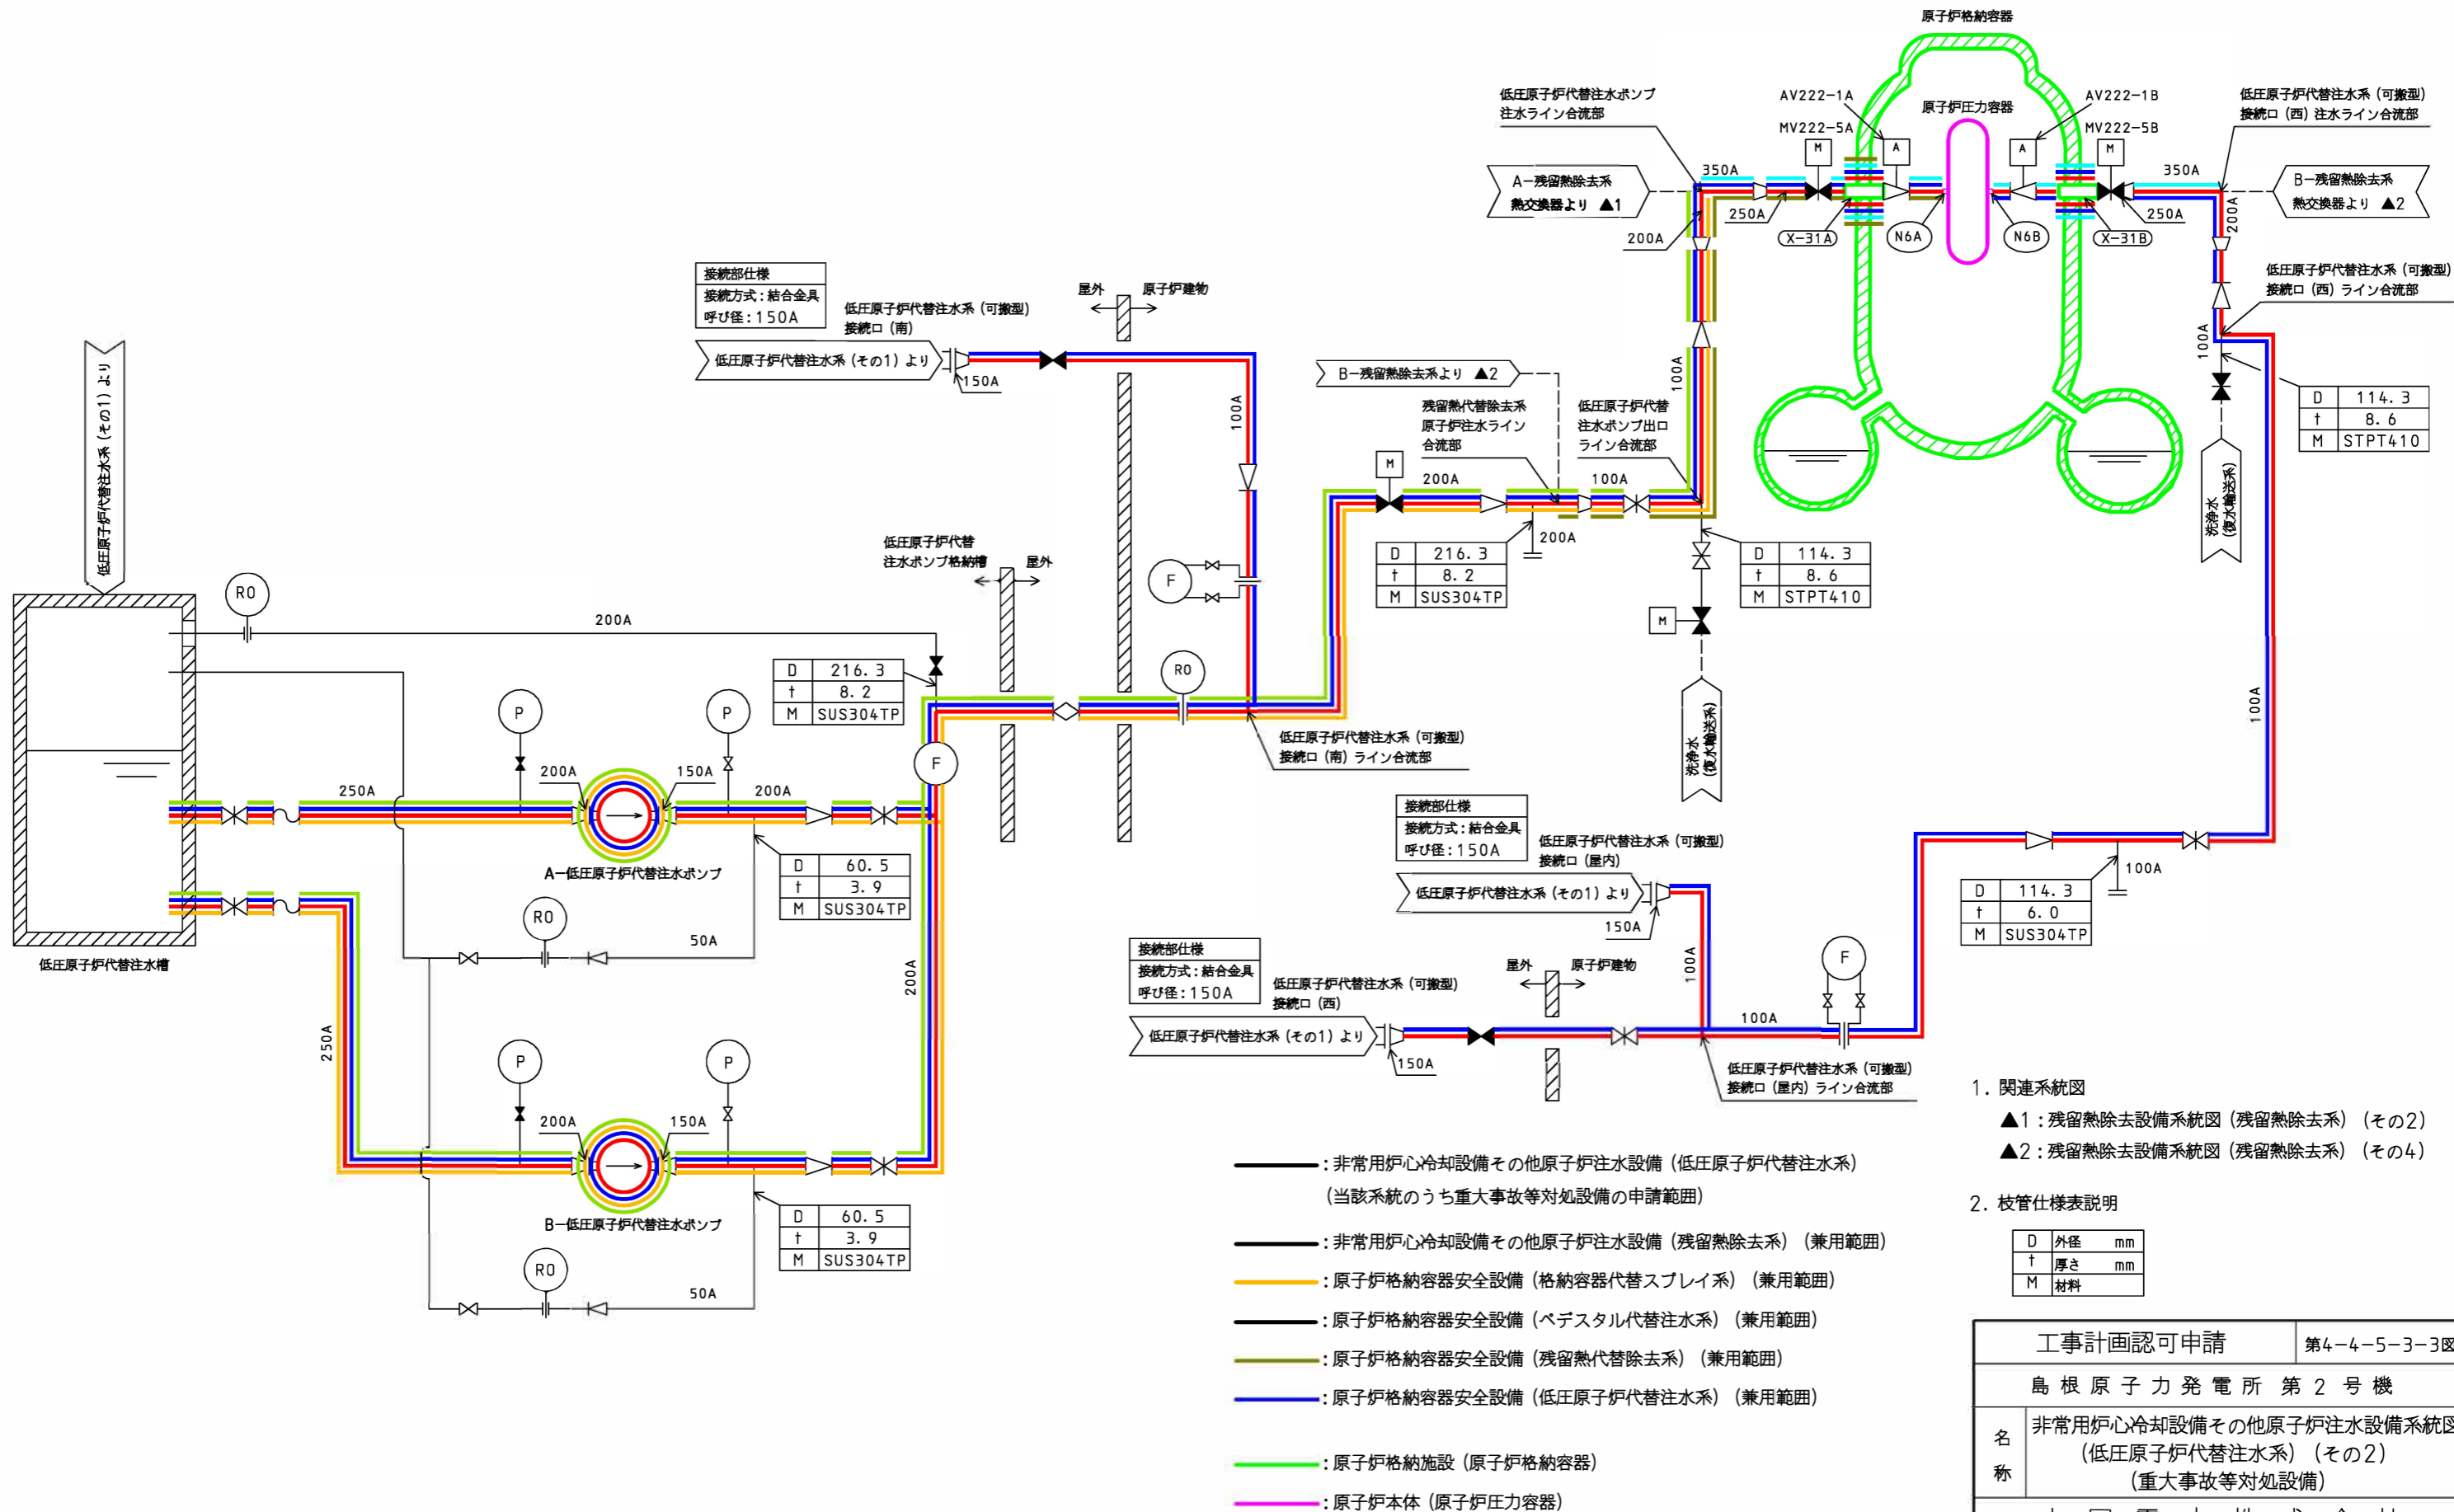 原子炉格納容器
低圧原子炉代替注水ポンプ
注水ライン合流部
AV222-1A
原子炉圧力容器
AV222-1B
低圧原子炉代替注水系（可搬型）
接続口（西）注水ライン合流部
MV222-5A
MV222-5B
M
A
A
M
A-残留熱除去系
熱交換器より ▲1
350A
350A
B-残留熱除去系
熱交換器より ▲2
250A
250A
200A
200A
X-31A
N6A
N6B
X-31B
接続部仕様
接続方式：結合金具
呼び径：150A
低圧原子炉代替注水系（可搬型）
接続口（南）
屋外
原子炉建物
低圧原子炉代替注水系（可搬型）
接続口（西）ライン合流部
低圧原子炉代替注水系（その1）より
低圧原子炉代替注水系（その1）より
150A
100A
B-残留熱除去系より ▲2
100A
100A
D 114.3
t 8.6
M STPT410
残留熱代替除去系
原子炉注水ライン
合流部
低圧原子炉代替
注水ポンプ出口
ライン合流部
M
200A
100A
洗浄水
（復水輸送系）
低圧原子炉代替
注水ポンプ格納槽
屋外
F
200A
D 216.3
t 8.2
M SUS304TP
D 114.3
t 8.6
M STPT410
RO
200A
M
D 216.3
t 8.2
M SUS304TP
RO
洗浄水
（復水輸送系）
100A
P
P
F
低圧原子炉代替注水系（可搬型）
接続口（南）ライン合流部
250A
200A
150A
200A
A-低圧原子炉代替注水ポンプ
D 60.5
t 3.9
M SUS304TP
接続部仕様
接続方式：結合金具
呼び径：150A
低圧原子炉代替注水系（可搬型）
接続口（屋内）
低圧原子炉代替注水系（その1）より
150A
100A
100A
D 114.3
t 6.0
M SUS304TP
RO
50A
低圧原子炉代替注水槽
200A
接続部仕様
接続方式：結合金具
呼び径：150A
低圧原子炉代替注水系（可搬型）
接続口（西）
屋外
原子炉建物
F
低圧原子炉代替注水系（その1）より
150A
100A
低圧原子炉代替注水系（可搬型）
接続口（屋内）ライン合流部
250A
P
P
200A
150A
B-低圧原子炉代替注水ポンプ
D 60.5
t 3.9
M SUS304TP
RO
50A
：非常用炉心冷却設備その他原子炉注水設備（低圧原子炉代替注水系）
（当該系統のうち重大事故等対処設備の申請範囲）
：非常用炉心冷却設備その他原子炉注水設備（残留熱除去系）（兼用範囲）
：原子炉格納容器安全設備（格納容器代替スプレイ系）（兼用範囲）
：原子炉格納容器安全設備（ペデスタル代替注水系）（兼用範囲）
：原子炉格納容器安全設備（残留熱代替除去系）（兼用範囲）
：原子炉格納容器安全設備（低圧原子炉代替注水系）（兼用範囲）
：原子炉格納施設（原子炉格納容器）
：原子炉本体（原子炉圧力容器）
1. 関連系統図
▲1：残留熱除去設備系統図（残留熱除去系）（その2）
▲2：残留熱除去設備系統図（残留熱除去系）（その4）
2. 枝管仕様表説明
D 外径 mm
t 厚さ mm
M 材料
工事計画認可申請 第4-4-5-3-3図
島根原子力発電所 第2号機
名称
非常用炉心冷却設備その他原子炉注水設備系統図
（低圧原子炉代替注水系）（その2）
（重大事故等対処設備）